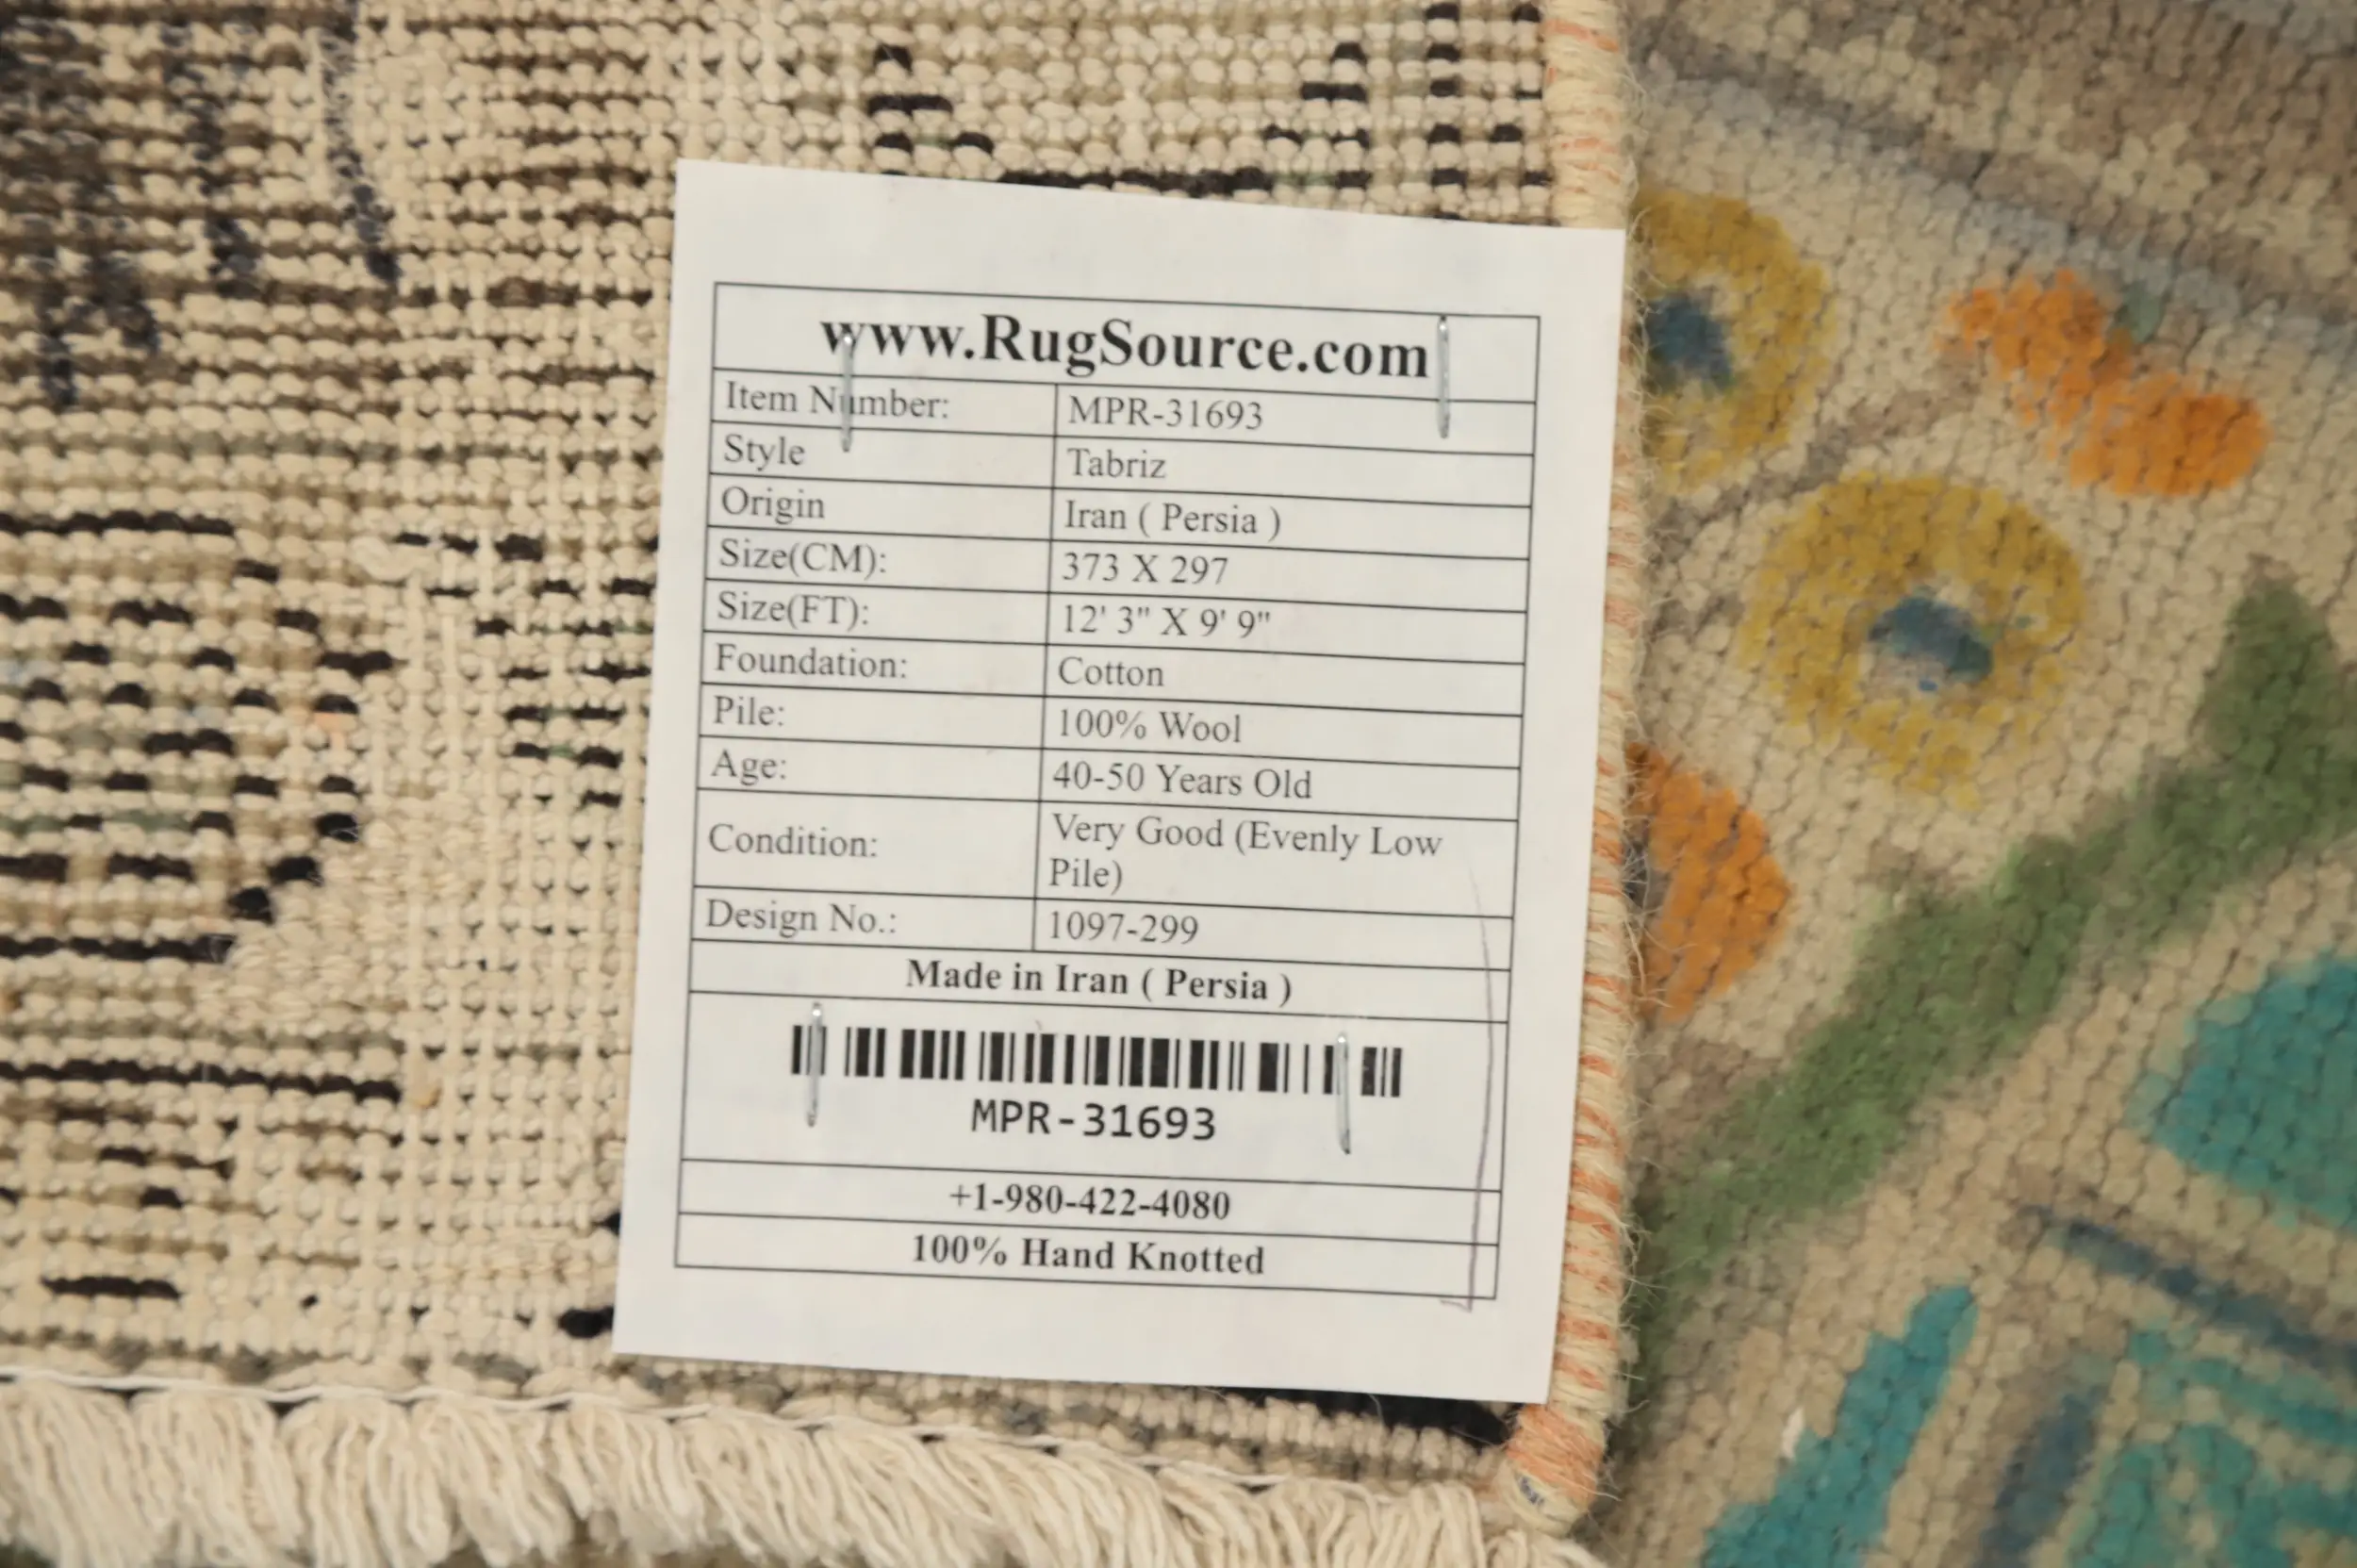 www.RugSource.com
Item Number: MPR-31693
Style Tabriz
Origin Iran ( Persia )
Size(CM): 373 X 297
Size(FT): 12' 3" X 9' 9"
Foundation: Cotton
Pile: 100% Wool
Age: 40-50 Years Old
Condition: Very Good (Evenly Low
Pile)
Design No.: 1097-299
Made in Iran ( Persia )
MPR-31693
+1-980-422-4080
100% Hand Knotted